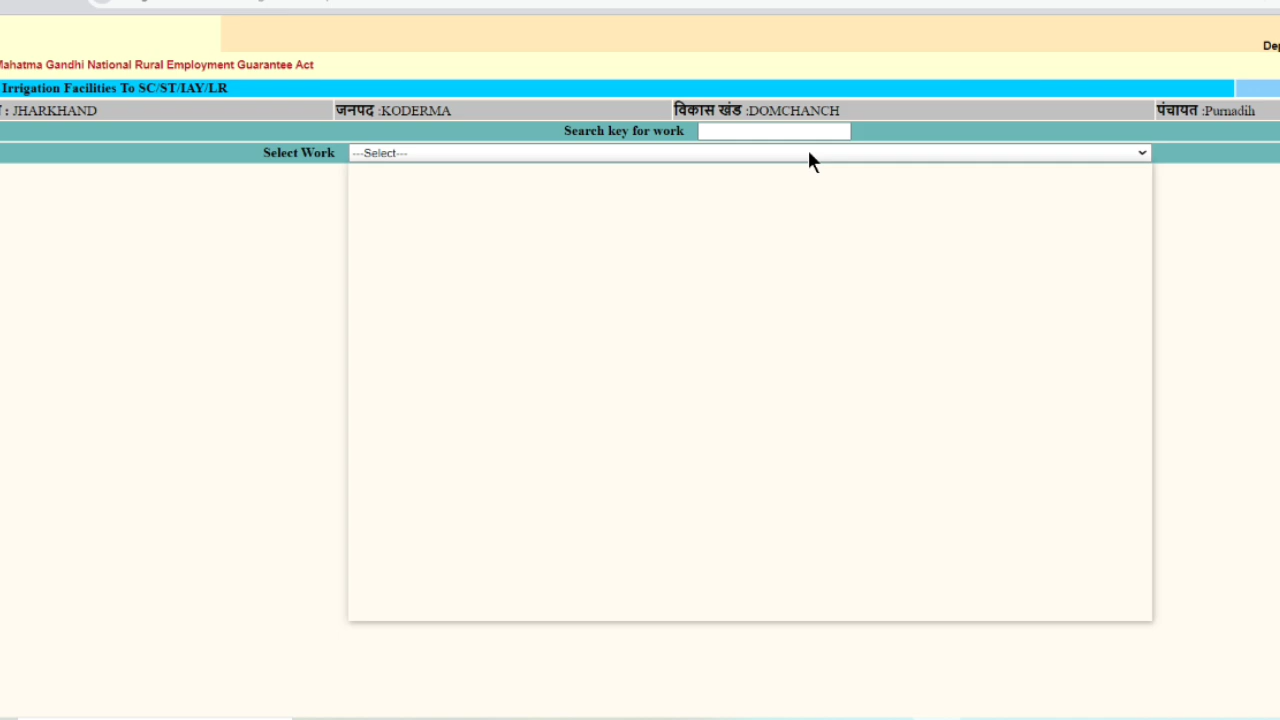 Dep
Mahatma Gandhi National Rural Employment Guarantee Act
Irrigation Facilities To SC/ST/IAY/LR
: JHARKHAND जनपद :KODERMA विकास खंड :DOMCHANCH पंचायत :Purnadih
Search key for work
Select Work ---Select---